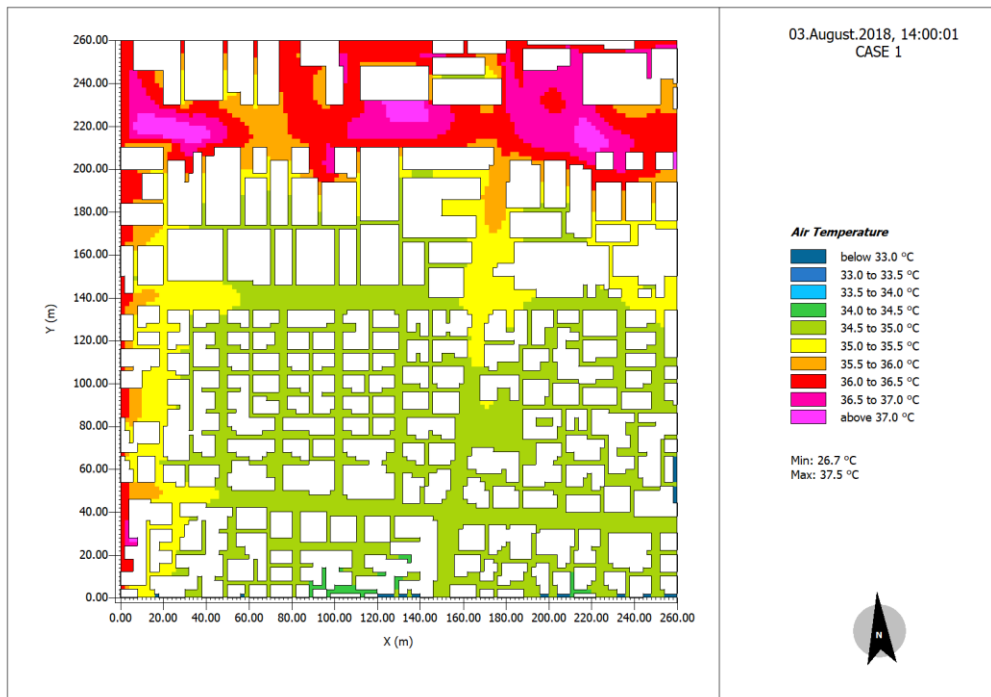 03.August.2018, 14:00:01
CASE 1
260.00
240.00
220.00
200.00
180.00
160.00
140.00
120.00
100.00
80.00
60.00
40.00
20.00
0.00
Y (m)
0.00 20.00 40.00 60.00 80.00 100.00 120.00 140.00 160.00 180.00 200.00 220.00 240.00 260.00
X (m)
Air Temperature
below 33.0 °C
33.0 to 33.5 °C
33.5 to 34.0 °C
34.0 to 34.5 °C
34.5 to 35.0 °C
35.0 to 35.5 °C
35.5 to 36.0 °C
36.0 to 36.5 °C
36.5 to 37.0 °C
above 37.0 °C
Min: 26.7 °C
Max: 37.5 °C
N